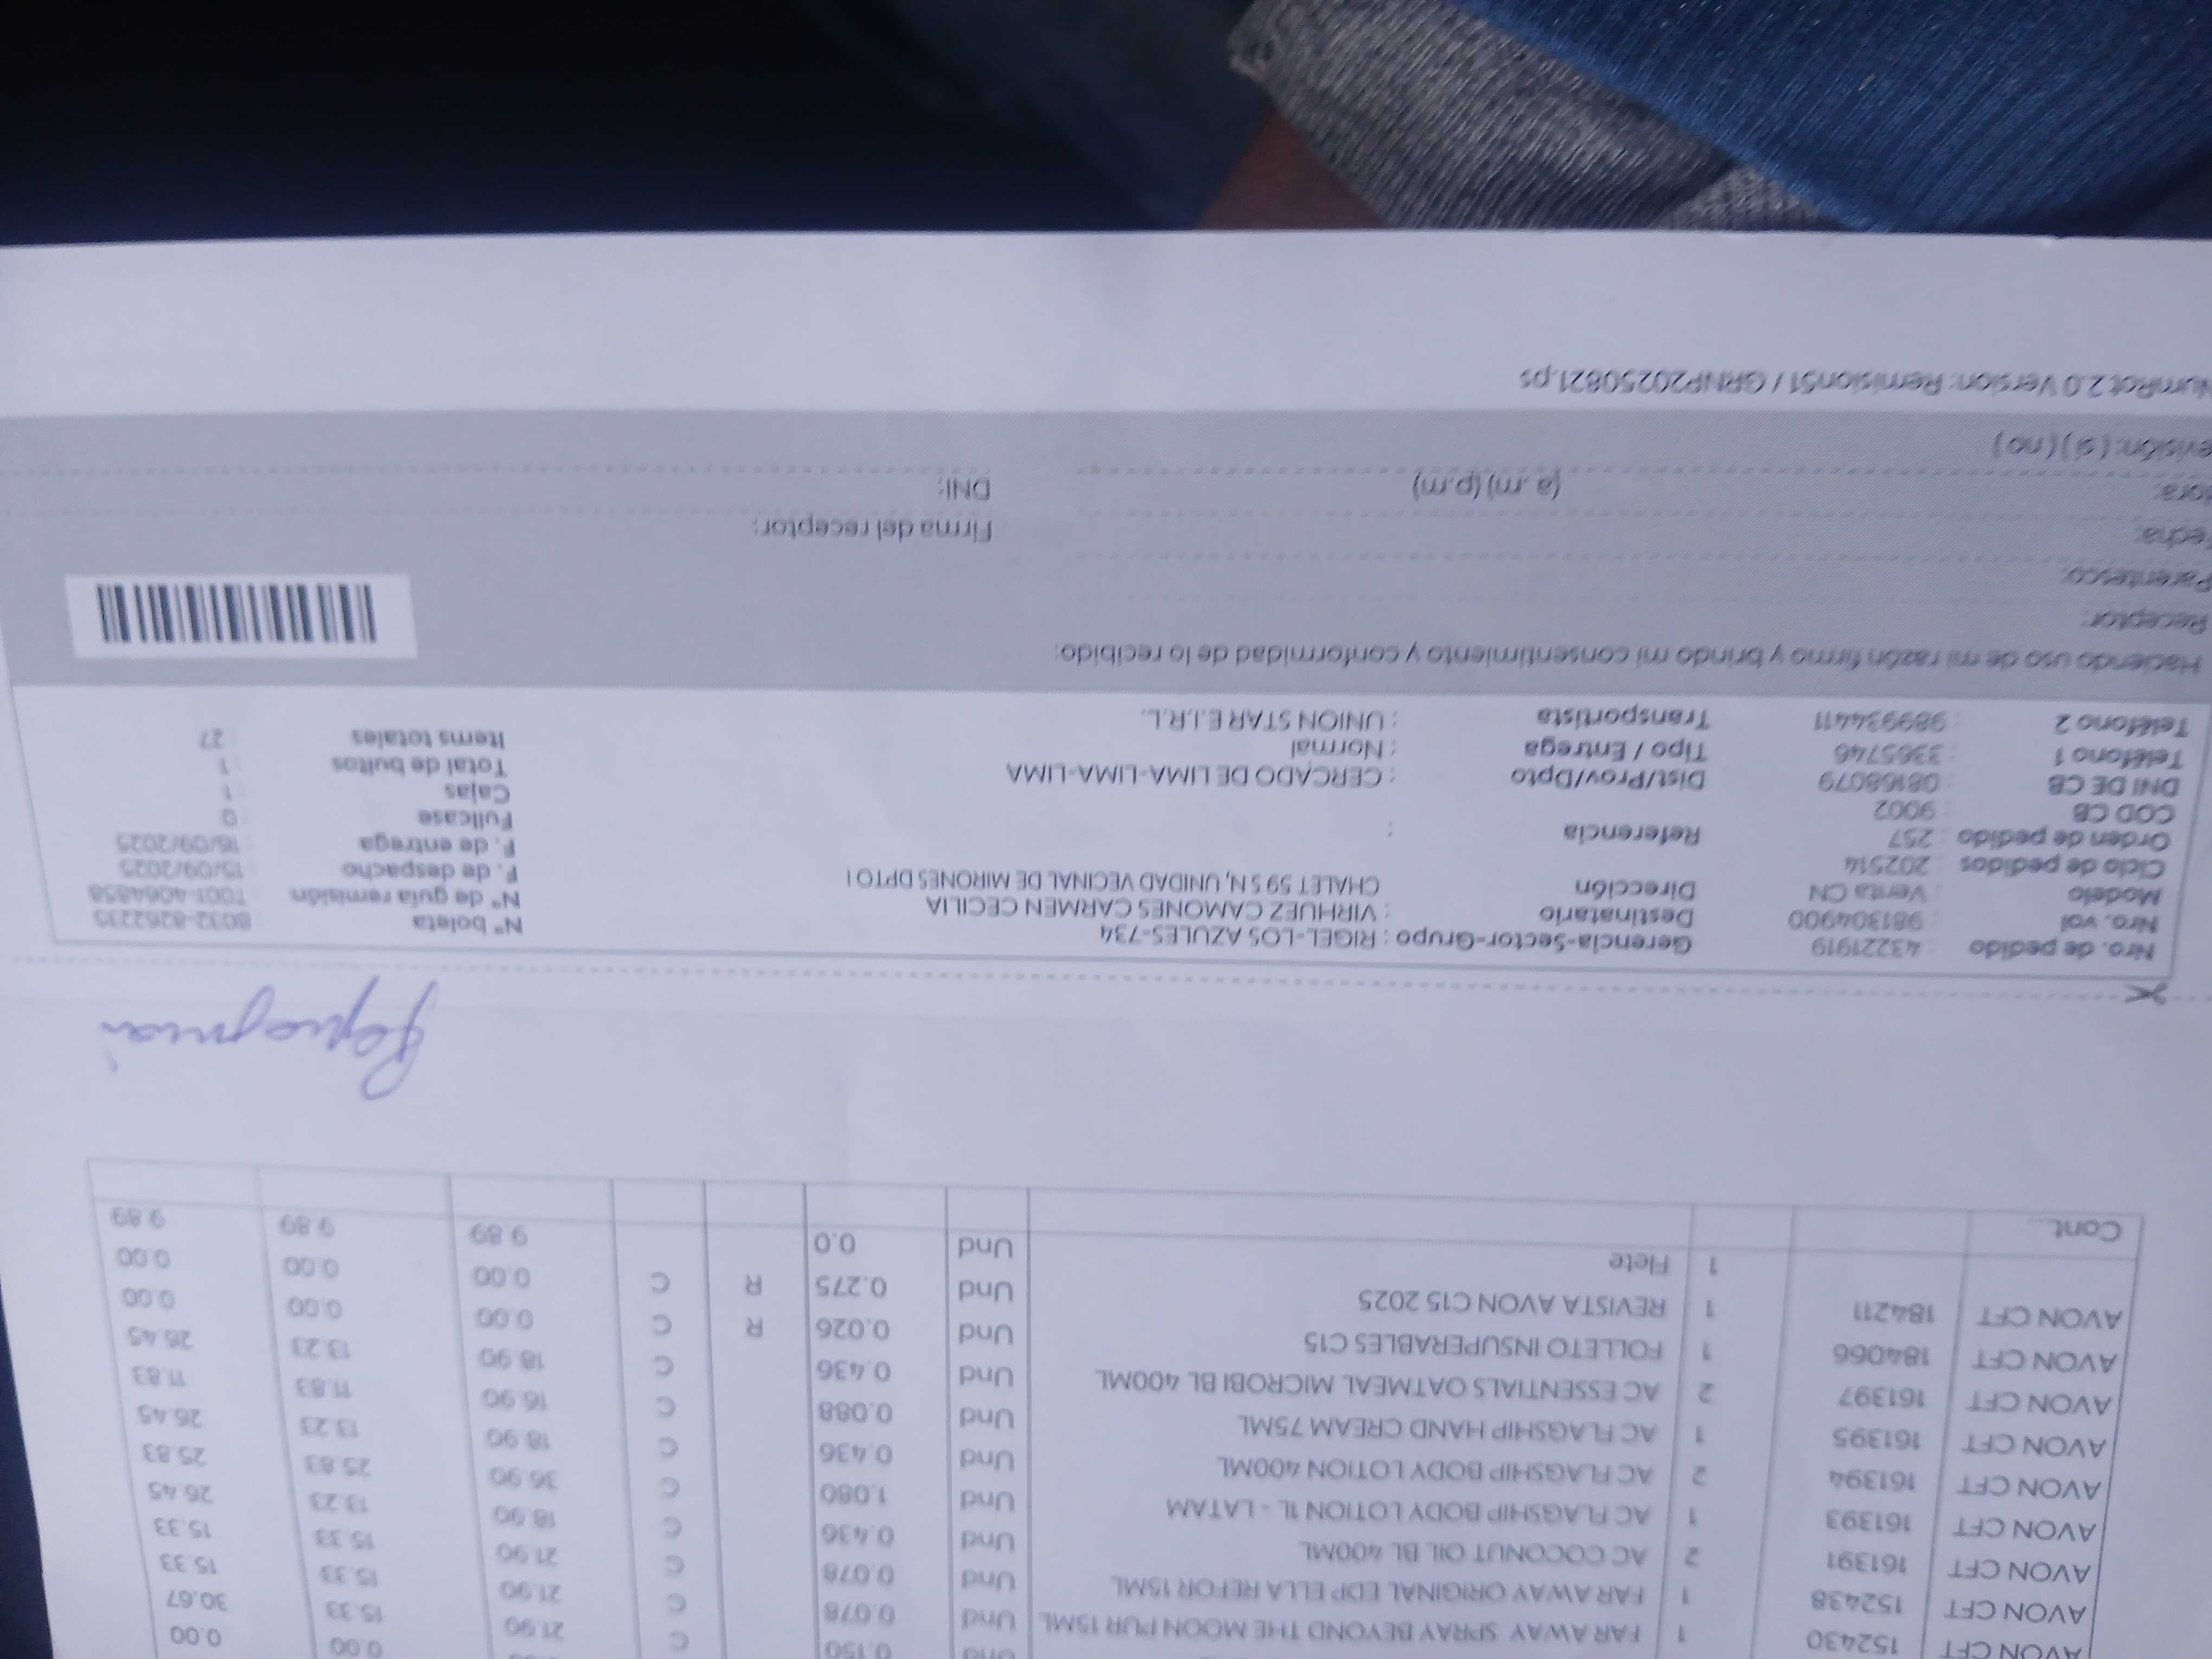 0.00 0.00
Und 0.150 C 21.90 15.33 30.67
AVON CFT 152430 1 FAR AWAY SPRAY BEYOND THE MOON PUR 15ML Und 0.078 C 21.90 15.33 15.33
AVON CFT 152438 1 FAR AWAY ORIGINAL EDP ELLA REFOR 15ML Und 0.078 C 21.90 15.33 15.33
AVON CFT 161391 2 AC COCONUT OIL BL 400ML Und 0.436 C 18.90 13.23 26.45
AVON CFT 161393 1 AC FLAGSHIP BODY LOTION 1L - LATAM Und 1.080 C 36.90 25.83 25.83
AVON CFT 161394 2 AC FLAGSHIP BODY LOTION 400ML Und 0.436 C 18.90 13.23 26.45
AVON CFT 161395 1 AC FLAGSHIP HAND CREAM 75ML Und 0.088 C 16.90 11.83 11.83
AVON CFT 161397 2 AC ESSENTIALS OATMEAL MICROBI BL 400ML Und 0.436 C 18.90 13.23 26.45
AVON CFT 184066 1 FOLLETO INSUPERABLES C15 Und 0.026 R C 0.00 0.00 0.00
AVON CFT 184211 1 REVISTA AVON C15 2025 Und 0.275 R C 0.00 0.00 0.00
1 Flete Und 0.0 9.89 9.89 9.89
Cont.
Nro. de pedido : 43221919 Gerencia-Sector-Grupo : RIGEL-LOS AZULES-734 N° boleta : B032-8262235
Nro. vol : 981304900 Destinatario : VIRHUEZ CAMONES CARMEN CECILIA N° de guía remisión : T001-4064858
Modelo : Venta CN Dirección CHALET 59 S N, UNIDAD VECINAL DE MIRONES DPTO I F. de despacho : 15/09/2025
Ciclo de pedidos : 202514 F. de entrega : 16/09/2025
Orden de pedido : 257 Referencia : Fullcase : 0
COD CB : 9002 Cajas : 1
DNI DE CB : 08168079 Dist/Prov/Dpto : CERCADO DE LIMA-LIMA-LIMA Total de bultos : 1
Teléfono 1 : 3365746 Tipo / Entrega : Normal Items totales : 27
Teléfono 2 : 989934411 Transportista : UNION STAR E.I.R.L.
Haciendo uso de mi razón firmo y brindo mi consentimiento y conformidad de lo recibido:
Receptor:
Parentesco:
Fecha: Firma del receptor:
Hora: (a .m) (p.m) DNI:
evisión: ( si ) ( no )
NumRot 2.0 Version: Remision51 / GRNP20250821.ps